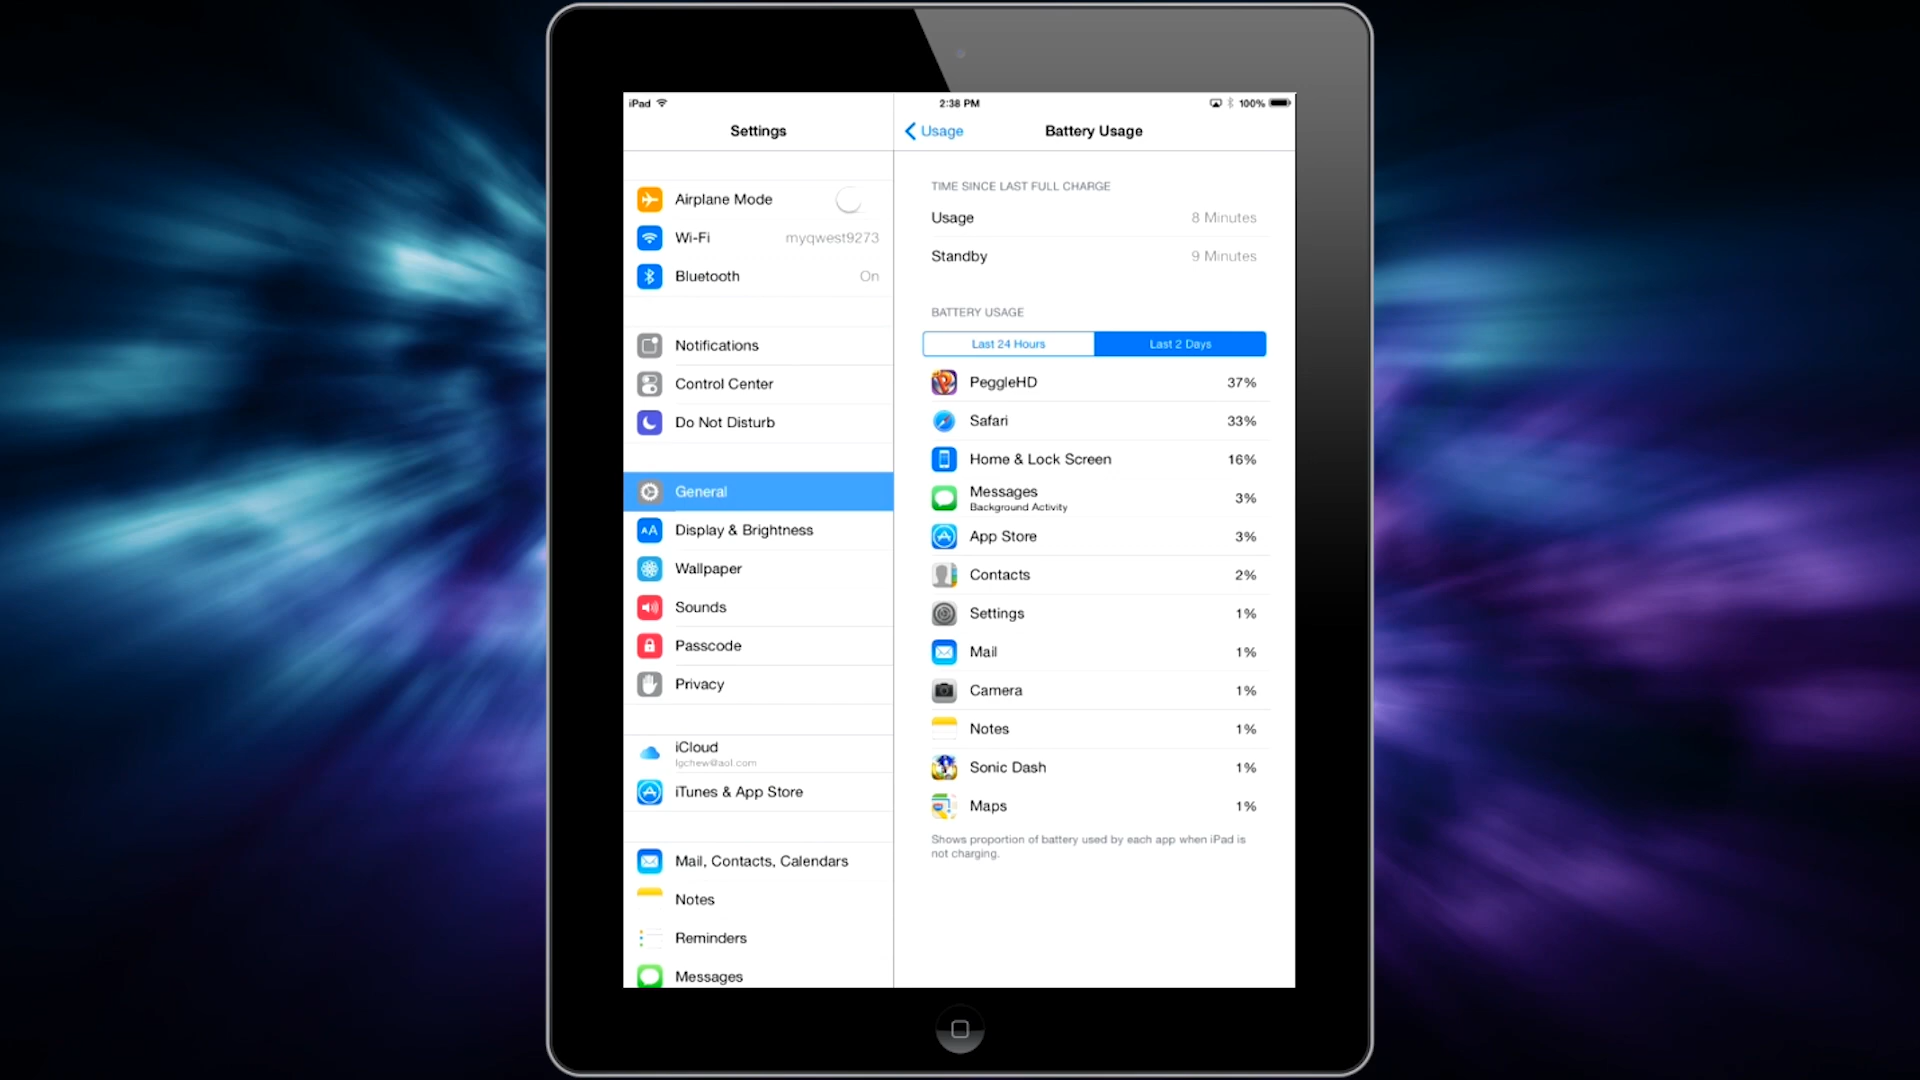 iPad
2:38 PM
100%
Settings
Usage
Battery Usage
Airplane Mode
Wi-Fi
myqwest9273
Bluetooth
On
Notifications
Control Center
Do Not Disturb
General
Display & Brightness
Wallpaper
Sounds
Passcode
Privacy
iCloud
lgchew@aol.com
iTunes & App Store
Mail, Contacts, Calendars
Notes
Reminders
Messages
TIME SINCE LAST FULL CHARGE
Usage 8 Minutes
Standby 9 Minutes
BATTERY USAGE
Last 24 Hours Last 2 Days
PeggleHD 37%
Safari 33%
Home & Lock Screen 16%
Messages 3%
Background Activity
App Store 3%
Contacts 2%
Settings 1%
Mail 1%
Camera 1%
Notes 1%
Sonic Dash 1%
Maps 1%
Shows proportion of battery used by each app when iPad is
not charging.